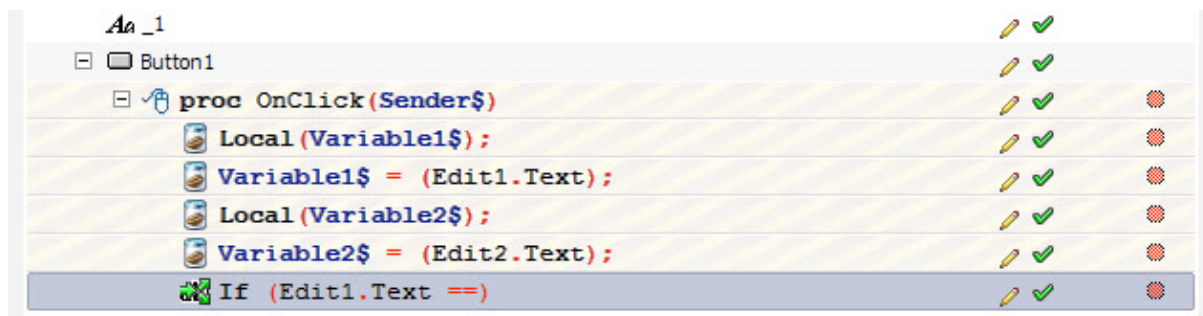 Aa _1
Button1
proc OnClick(Sender$)
Local(Variable1$);
Variable1$ = (Edit1.Text);
Local(Variable2$);
Variable2$ = (Edit2.Text);
If (Edit1.Text ==)